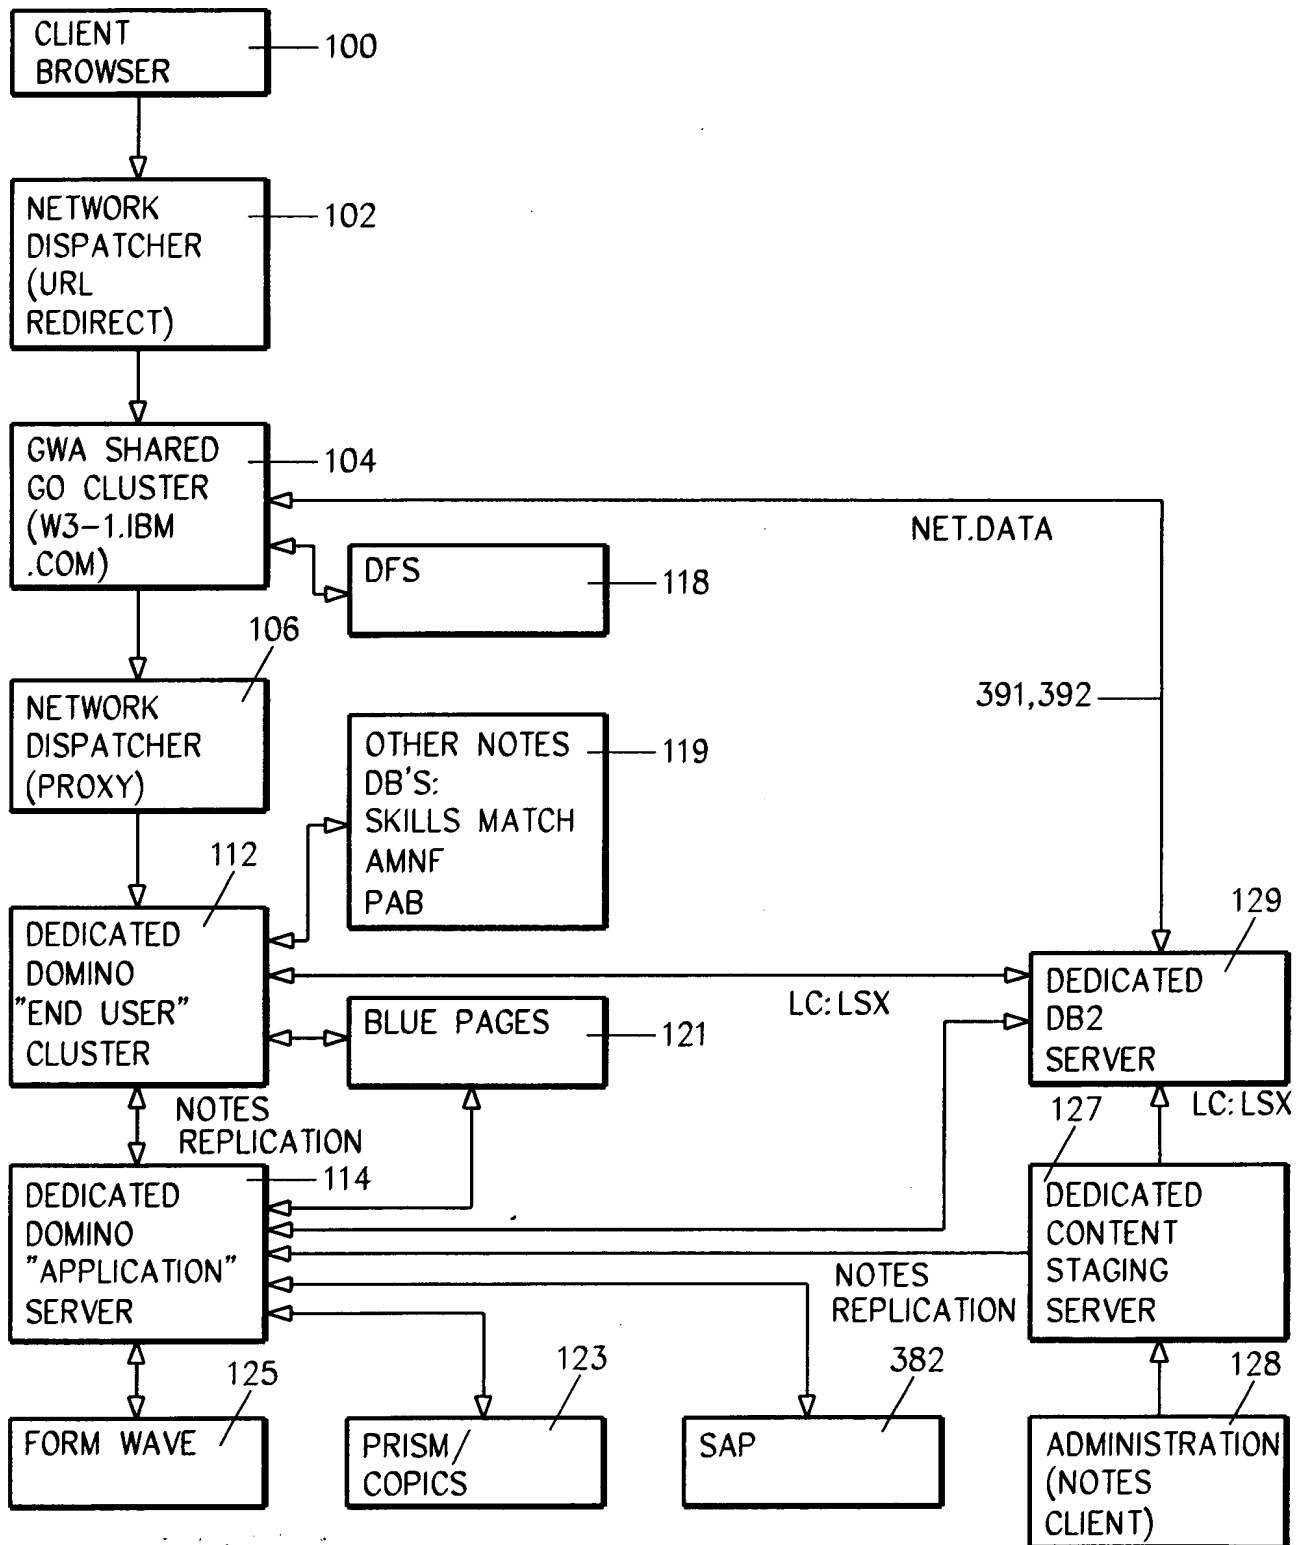 CLIENT
BROWSER
100
NETWORK
DISPATCHER
(URL
REDIRECT)
102
GWA SHARED
GO CLUSTER
(W3-1.IBM
.COM)
104
NET.DATA
DFS
118
106
391,392
NETWORK
DISPATCHER
(PROXY)
OTHER NOTES
DB'S:
SKILLS MATCH
AMNF
PAB
119
112
129
DEDICATED
DOMINO
"END USER"
CLUSTER
LC:LSX
DEDICATED
DB2
SERVER
BLUE PAGES
121
NOTES
REPLICATION
LC:LSX
127
114
DEDICATED
DOMINO
"APPLICATION"
SERVER
DEDICATED
CONTENT
STAGING
SERVER
NOTES
REPLICATION
125
123
382
128
FORM WAVE
PRISM/
COPICS
SAP
ADMINISTRATION
(NOTES
CLIENT)